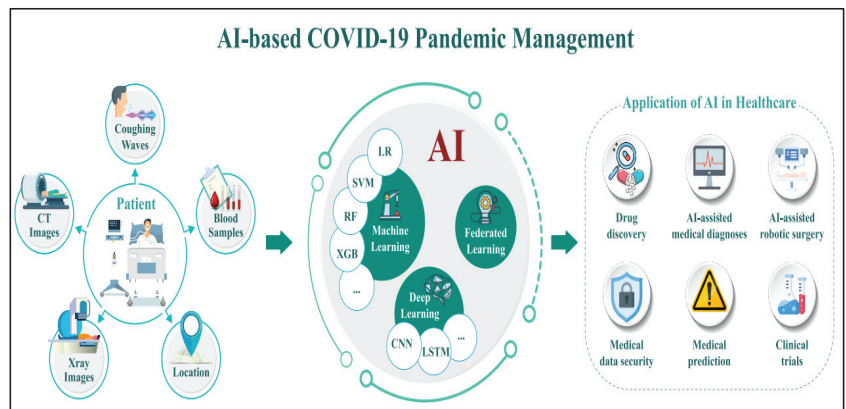 AI-based COVID-19 Pandemic Management
Coughing
Waves
CT
Images
Patient
Blood
Samples
Xray
Images
Location
AI
LR
SVM
RF
XGB
...
Machine
Learning
Federated
Learning
Deep
Learning
CNN
LSTM
...
Application of AI in Healthcare
Drug
discovery
AI-assisted
medical diagnoses
AI-assisted
robotic surgery
Medical
data security
Medical
prediction
Clinical
trials